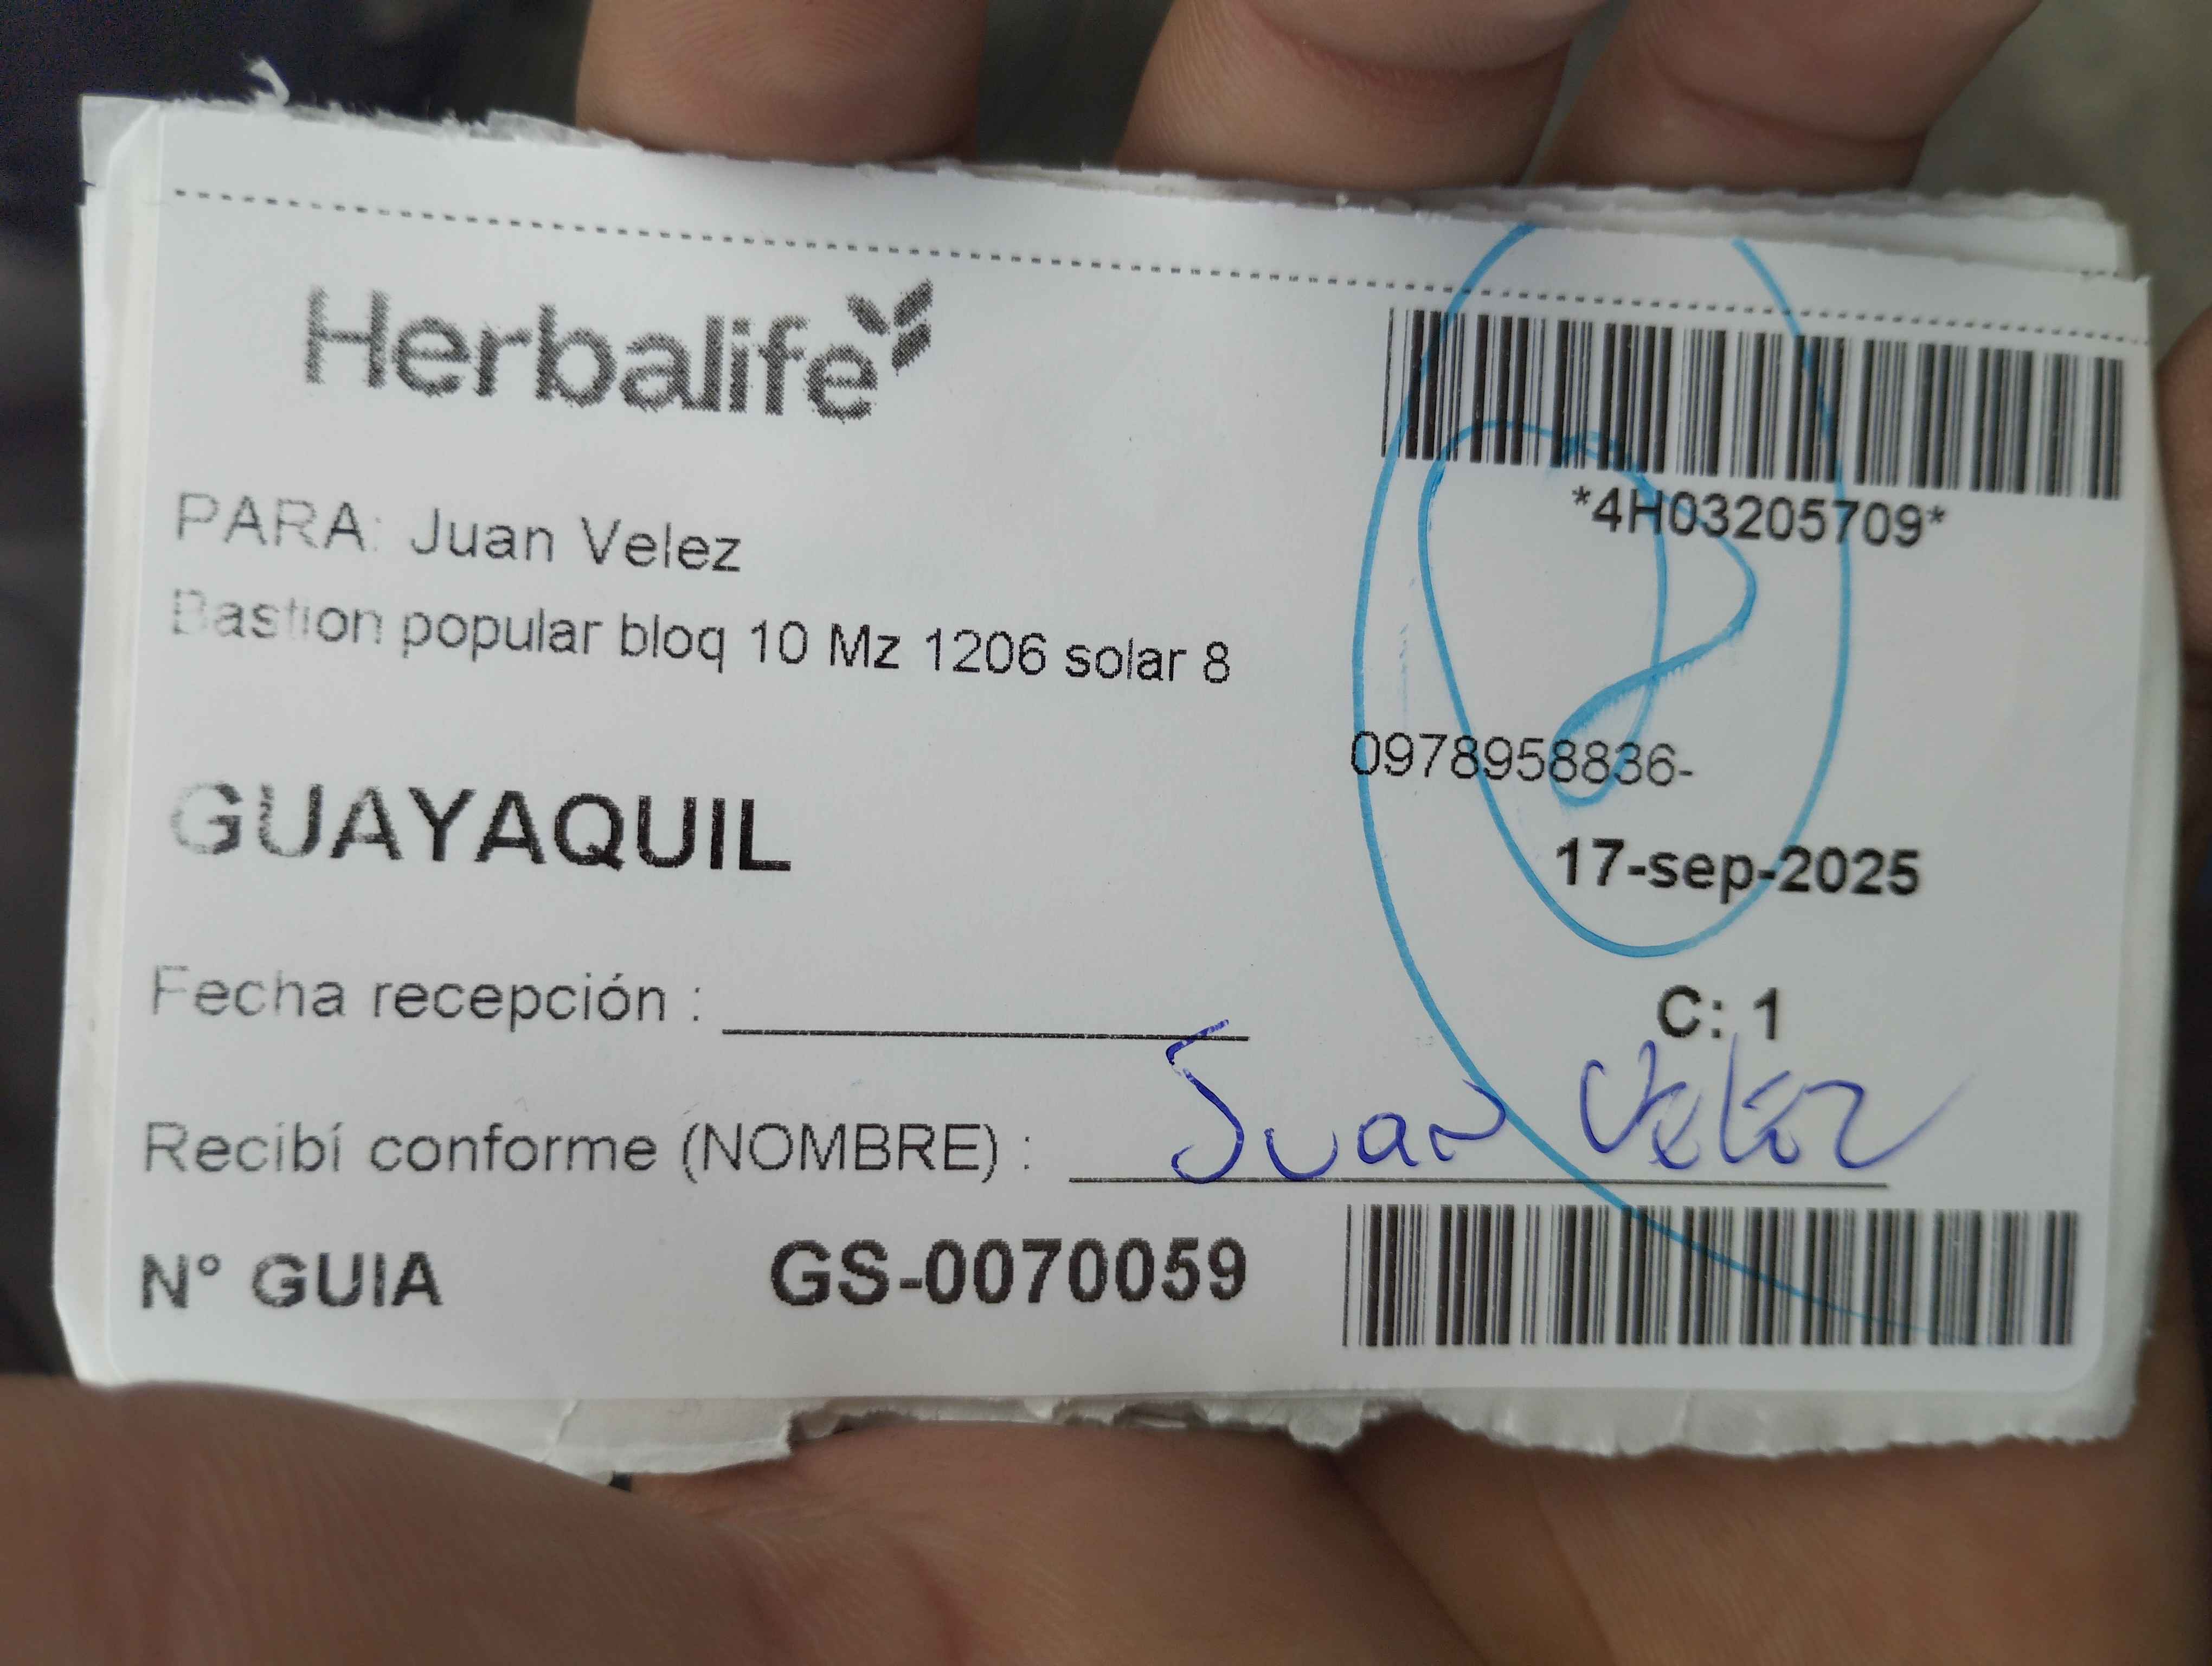 Herbalife
*4H03205709*
PARA: Juan Velez
Bastion popular bloq 10 Mz 1206 solar 8
0978958836-
GUAYAQUIL
17-sep-2025
Fecha recepción :
C: 1
Recibí conforme (NOMBRE) : Juan Velez
N° GUIA GS-0070059